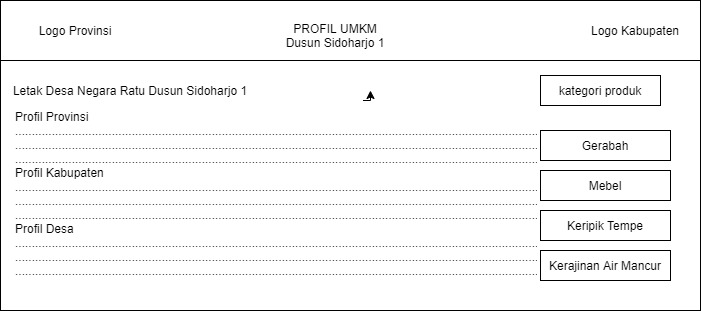 Logo Provinsi
PROFIL UMKM
Dusun Sidoharjo 1
Logo Kabupaten
Letak Desa Negara Ratu Dusun Sidoharjo 1
kategori produk
Profil Provinsi
Gerabah
Profil Kabupaten
Mebel
Keripik Tempe
Profil Desa
Kerajinan Air Mancur